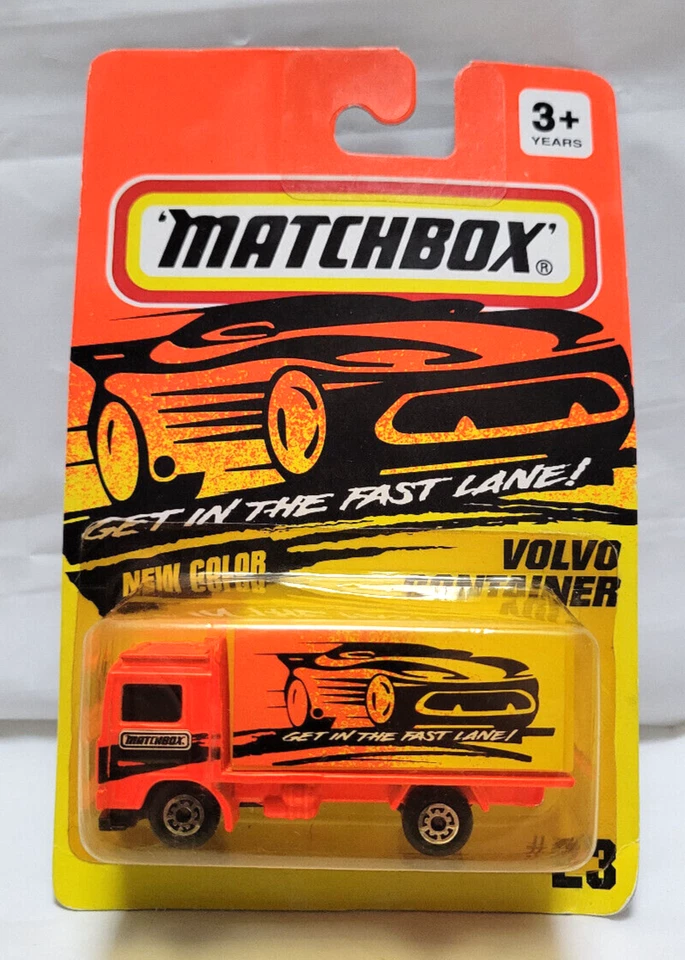 3+
YEARS
'MATCHBOX'®
GET IN THE FAST LANE!
NEW COLOR
VOLVO
CONTAINER
MATCHBOX
GET IN THE FAST LANE!
# 23